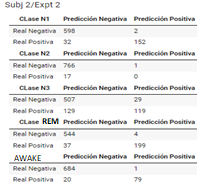 Subj 2/Expt 2
CLase N1 Predicción Negativa Predicción Positiva
Real Negativa 598 2
Real Positiva 32 152
CLase N2 Predicción Negativa Predicción Positiva
Real Negativa 766 1
Real Positiva 17 0
CLase N3 Predicción Negativa Predicción Positiva
Real Negativa 507 29
Real Positiva 129 119
CLase REM Predicción Negativa Predicción Positiva
Real Negativa 544 4
Real Positiva 37 199
AWAKE Predicción Negativa Predicción Positiva
Real Negativa 684 1
Real Positiva 20 79